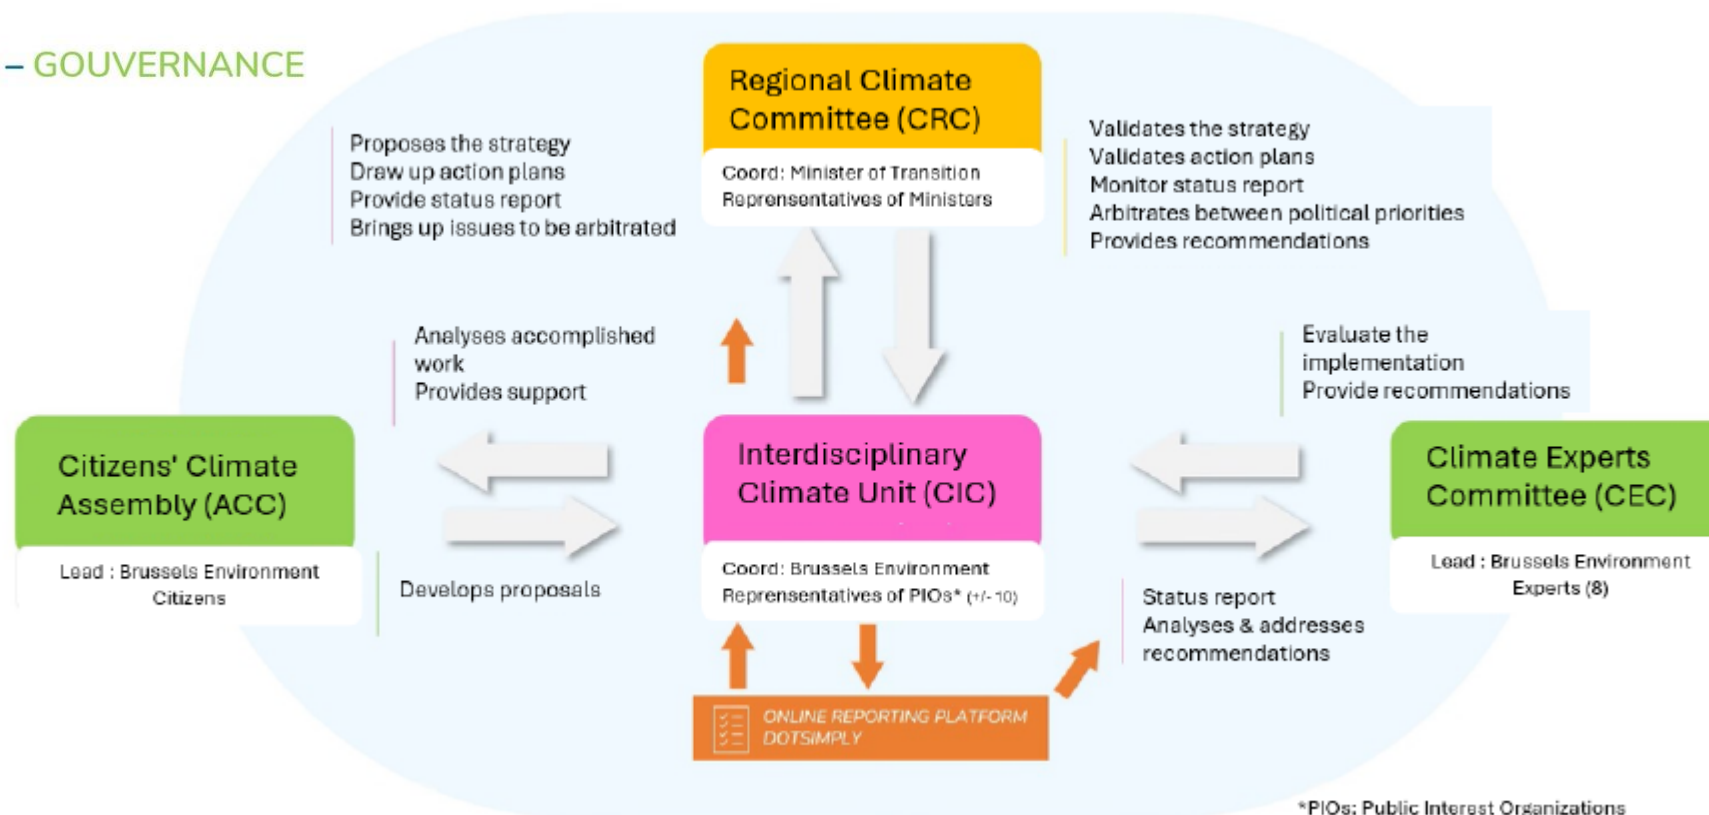 – GOUVERNANCE
Regional Climate
Committee (CRC)
Coord: Minister of Transition
Reprensentatives of Ministers
Proposes the strategy
Draw up action plans
Provide status report
Brings up issues to be arbitrated
Validates the strategy
Validates action plans
Monitor status report
Arbitrates between political priorities
Provides recommendations
Analyses accomplished
work
Provides support
Evaluate the
implementation
Provide recommendations
Citizens' Climate
Assembly (ACC)
Lead : Brussels Environment
Citizens
Develops proposals
Interdisciplinary
Climate Unit (CIC)
Coord: Brussels Environment
Reprensentatives of PIOs* (+/- 10)
Climate Experts
Committee (CEC)
Lead : Brussels Environment
Experts (8)
Status report
Analyses & addresses
recommendations
ONLINE REPORTING PLATFORM
DOTSIMPLY
*PIOs: Public Interest Organizations